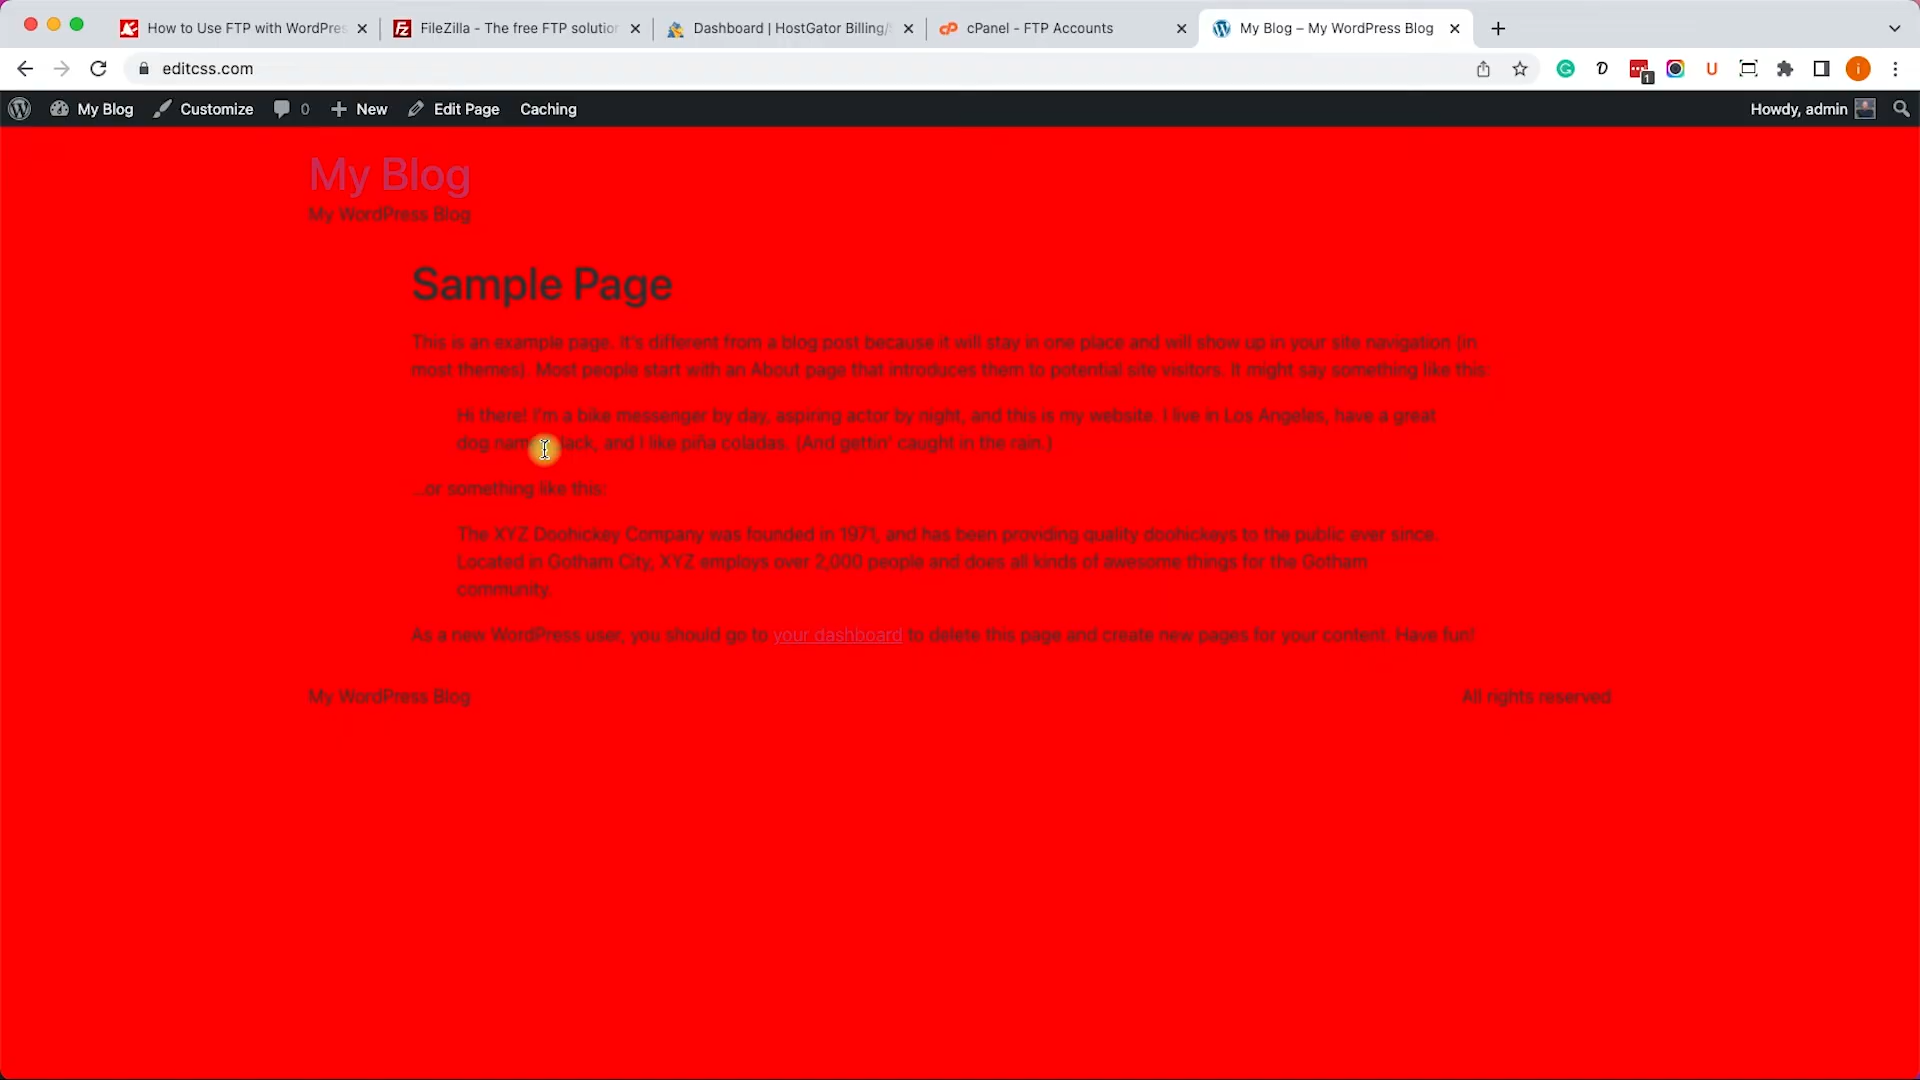 How to Use FTP with WordPres
FileZilla - The free FTP solution
Dashboard | HostGator Billing/S
cPanel - FTP Accounts
My Blog – My WordPress Blog
editcss.com
1
My Blog
Customize
0
New
Edit Page
Caching
Howdy, admin
My Blog
My WordPress Blog
Sample Page
This is an example page. It's different from a blog post because it will stay in one place and will show up in your site navigation (in
most themes). Most people start with an About page that introduces them to potential site visitors. It might say something like this:
Hi there! I'm a bike messenger by day, aspiring actor by night, and this is my website. I live in Los Angeles, have a great
dog named Jack, and I like piña coladas. (And gettin' caught in the rain.)
...or something like this:
The XYZ Doohickey Company was founded in 1971, and has been providing quality doohickeys to the public ever since.
Located in Gotham City, XYZ employs over 2,000 people and does all kinds of awesome things for the Gotham
community.
As a new WordPress user, you should go to your dashboard to delete this page and create new pages for your content. Have fun!
My WordPress Blog
All rights reserved